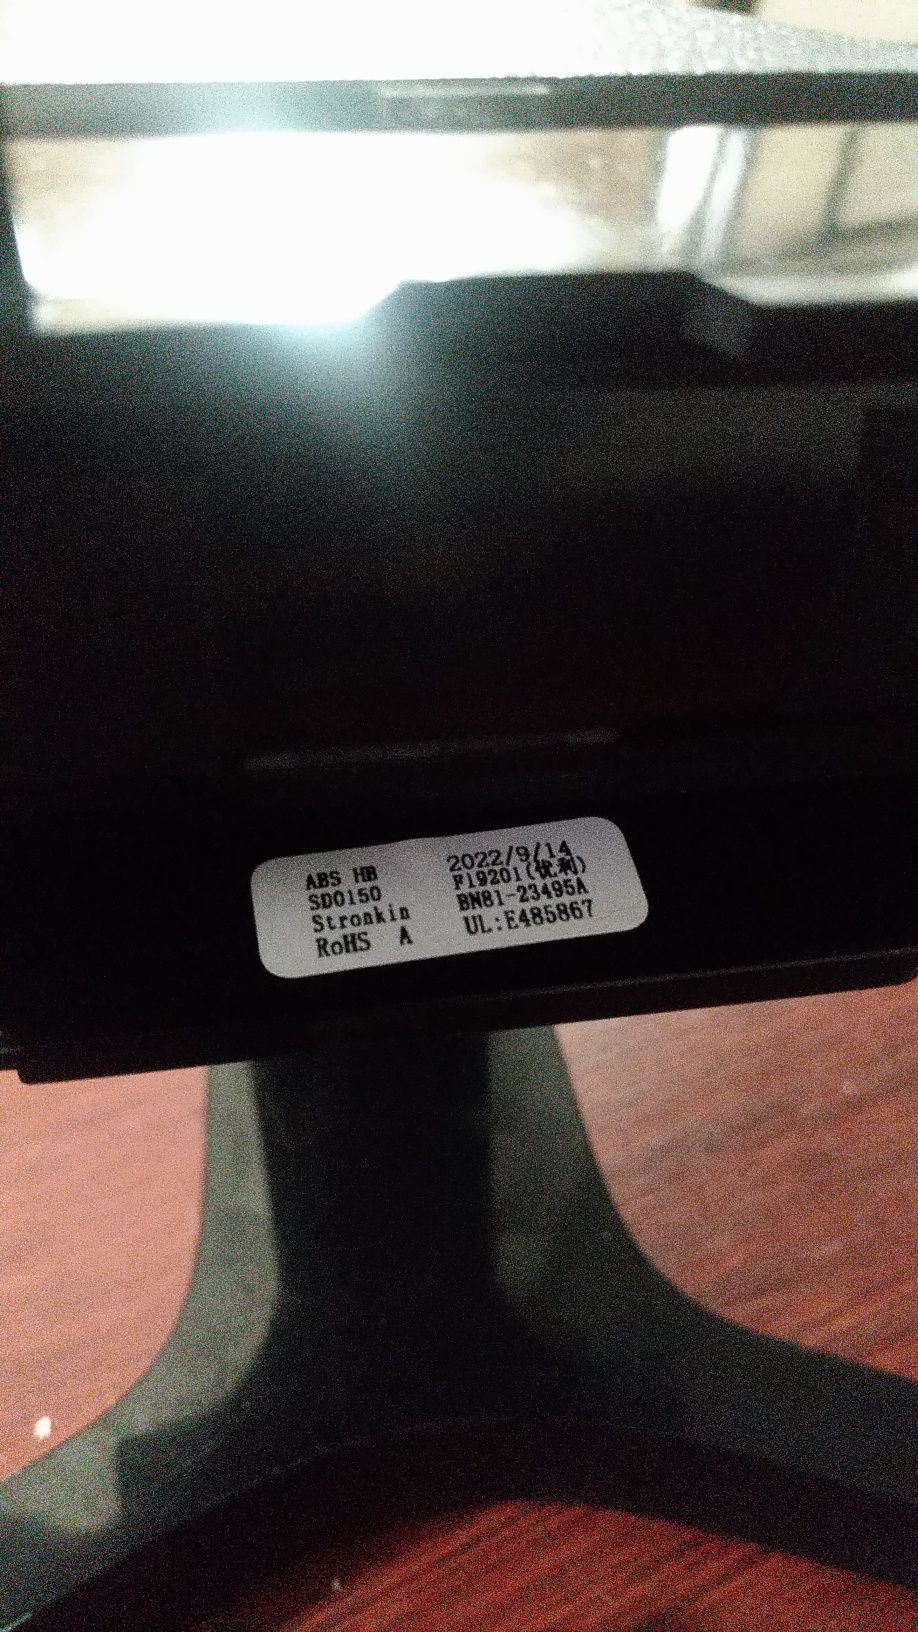 ABS HB
SD0150
Stronkin
RoHS A
2022/9/14
F19201(优利)
BN81-23495A
UL:E485867